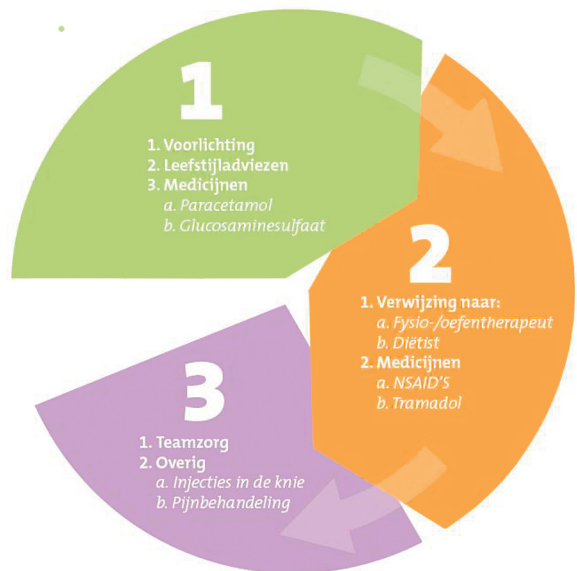 1
1. Voorlichting
2. Leefstijladviezen
3. Medicijnen
a. Paracetamol
b. Glucosaminesulfaat
2
1. Verwijzing naar:
a. Fysio-/oefentherapeut
b. Diëtist
2. Medicijnen
a. NSAID'S
b. Tramadol
3
1. Teamzorg
2. Overig
a. Injecties in de knie
b. Pijnbehandeling